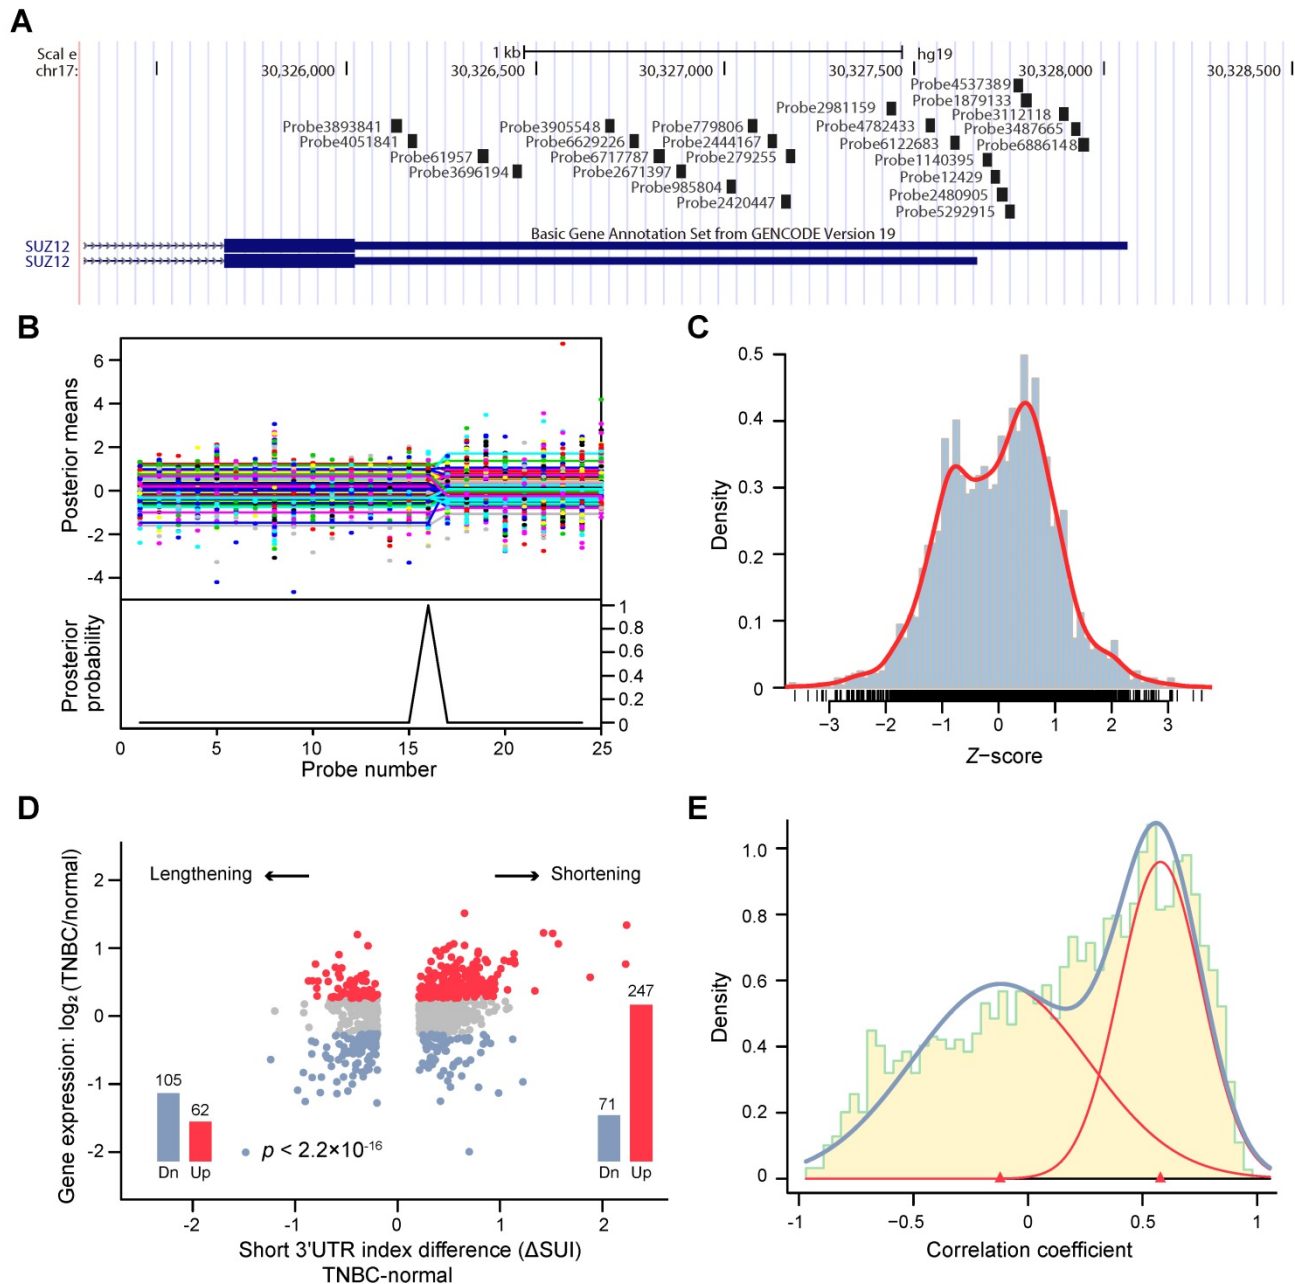 A
Scal e 1 kb hg19
chr17: 30,326,000 30,326,500 30,327,000 30,327,500 30,328,000 30,328,500
Probe4537389
Probe1879133
Probe2981159 Probe3112118
Probe3893841 Probe3905548 Probe779806 Probe4782433 Probe3487665
Probe4051841 Probe6629226 Probe2444167 Probe6122683 Probe6886148
Probe61957 Probe6717787 Probe279255 Probe1140395
Probe3696194 Probe2671397 Probe12429
Probe985804 Probe2480905
Probe2420447 Probe5292915
Basic Gene Annotation Set from GENCODE Version 19
SUZ12
SUZ12
B
Posterior means
6
4
2
0
-2
-4
Prosterior
probability
1
0.8
0.6
0.4
0.2
0
0 5 10 15 20 25
Probe number
C
Density
0.5
0.4
0.3
0.2
0.1
0
−3 −2 −1 0 1 2 3
Z−score
D
Gene expression: log₂ (TNBC/normal)
2
1
0
-1
-2
Lengthening Shortening
105
62
Dn Up
p < 2.2×10⁻¹⁶
71
247
Dn Up
-2 -1 0 1 2
Short 3'UTR index difference (ΔSUI)
TNBC-normal
E
Density
1.0
0.8
0.6
0.4
0.2
0
-1 −0.5 0 0.5 1
Correlation coefficient